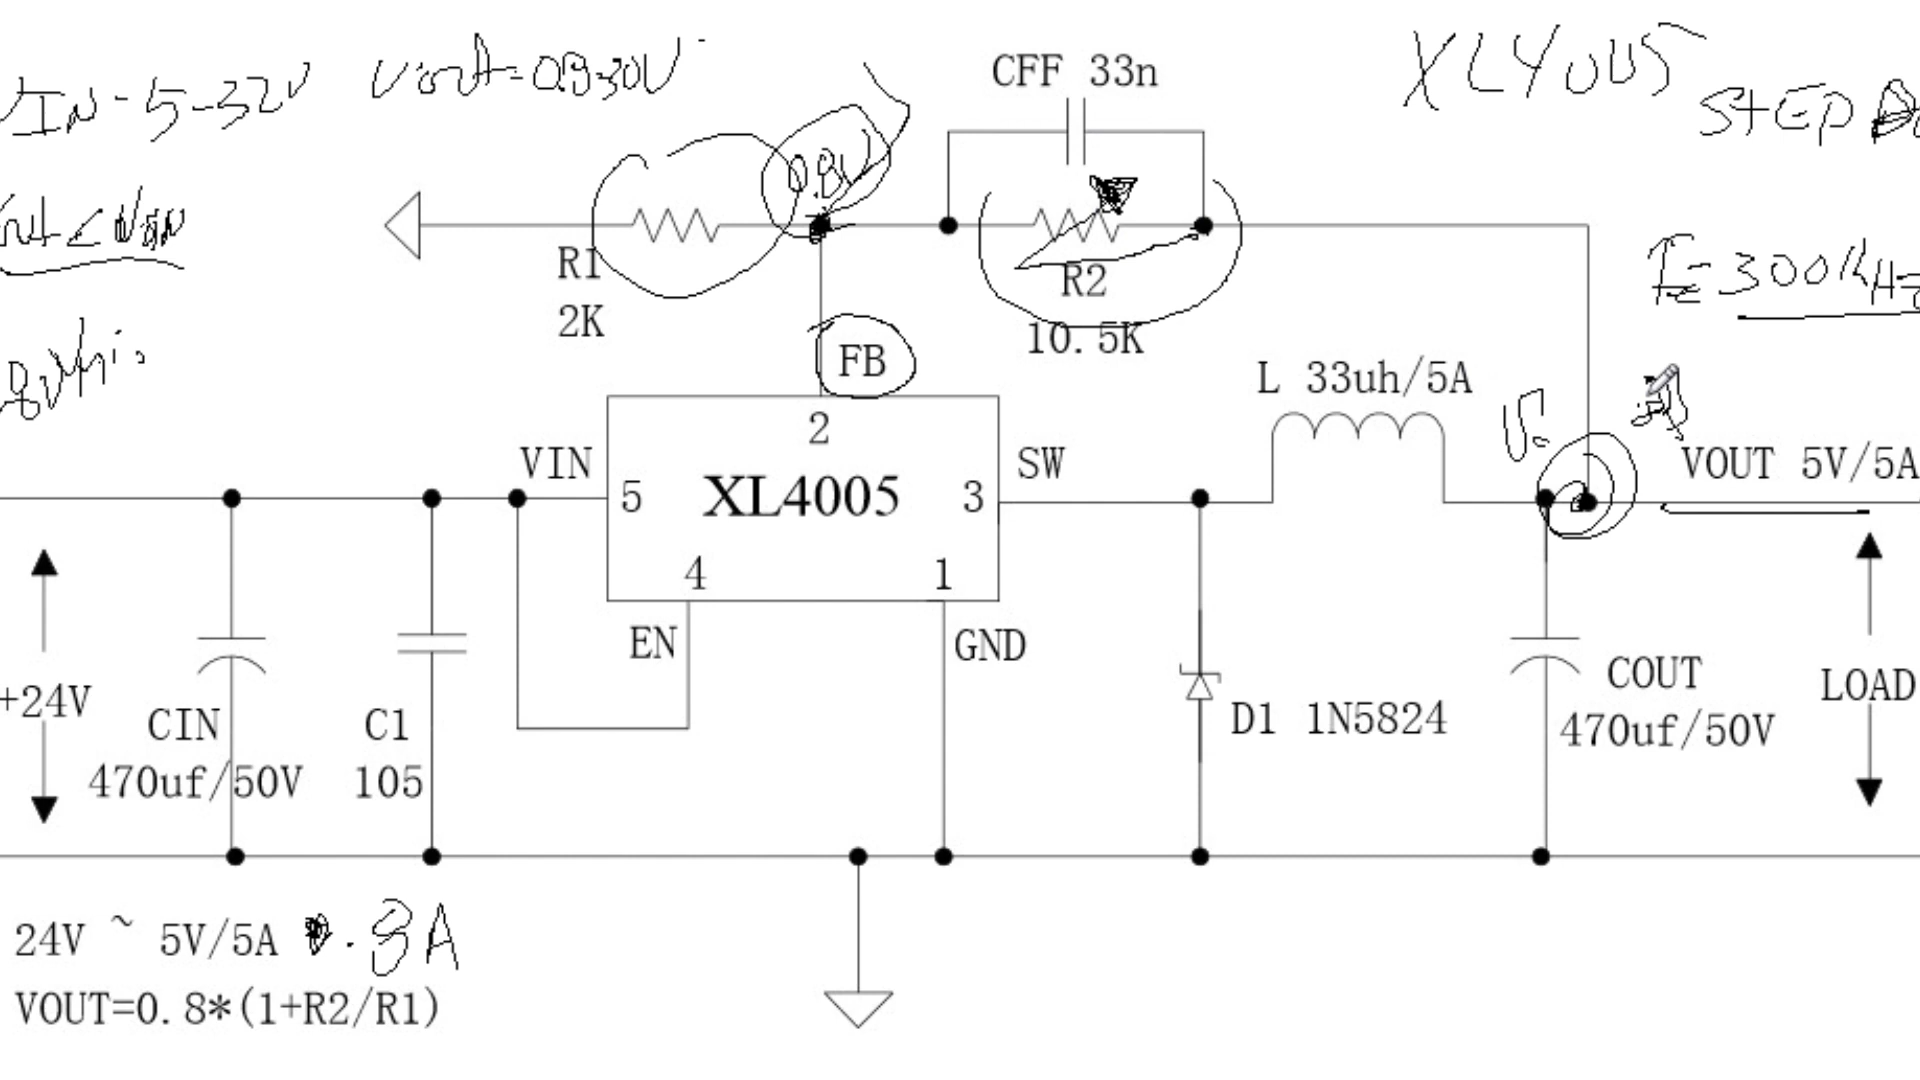 VIN - 5-32V
Vout=0.8-30V
CFF 33n
XL4005
STEP
0.8V
R1
2K
R2
10.5K
F= 300KHz
FB
L 33uh/5A
VIN
2
SW
VOUT 5V/5A
5
XL4005
3
4
1
EN
GND
+24V
CIN
470uf/50V
C1
105
D1 1N5824
COUT
470uf/50V
LOAD
24V ~ 5V/5A
VOUT=0.8*(1+R2/R1)